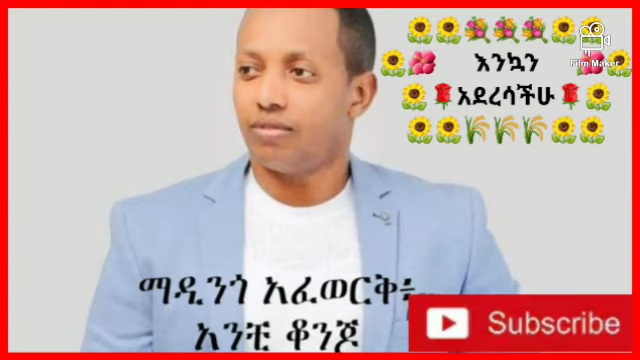 እንኳን
Film Maker
አደረሳችሁ
ማዲንጎ አፈወርቅ፥..
አንቺ ቆንጆ
Subscribe